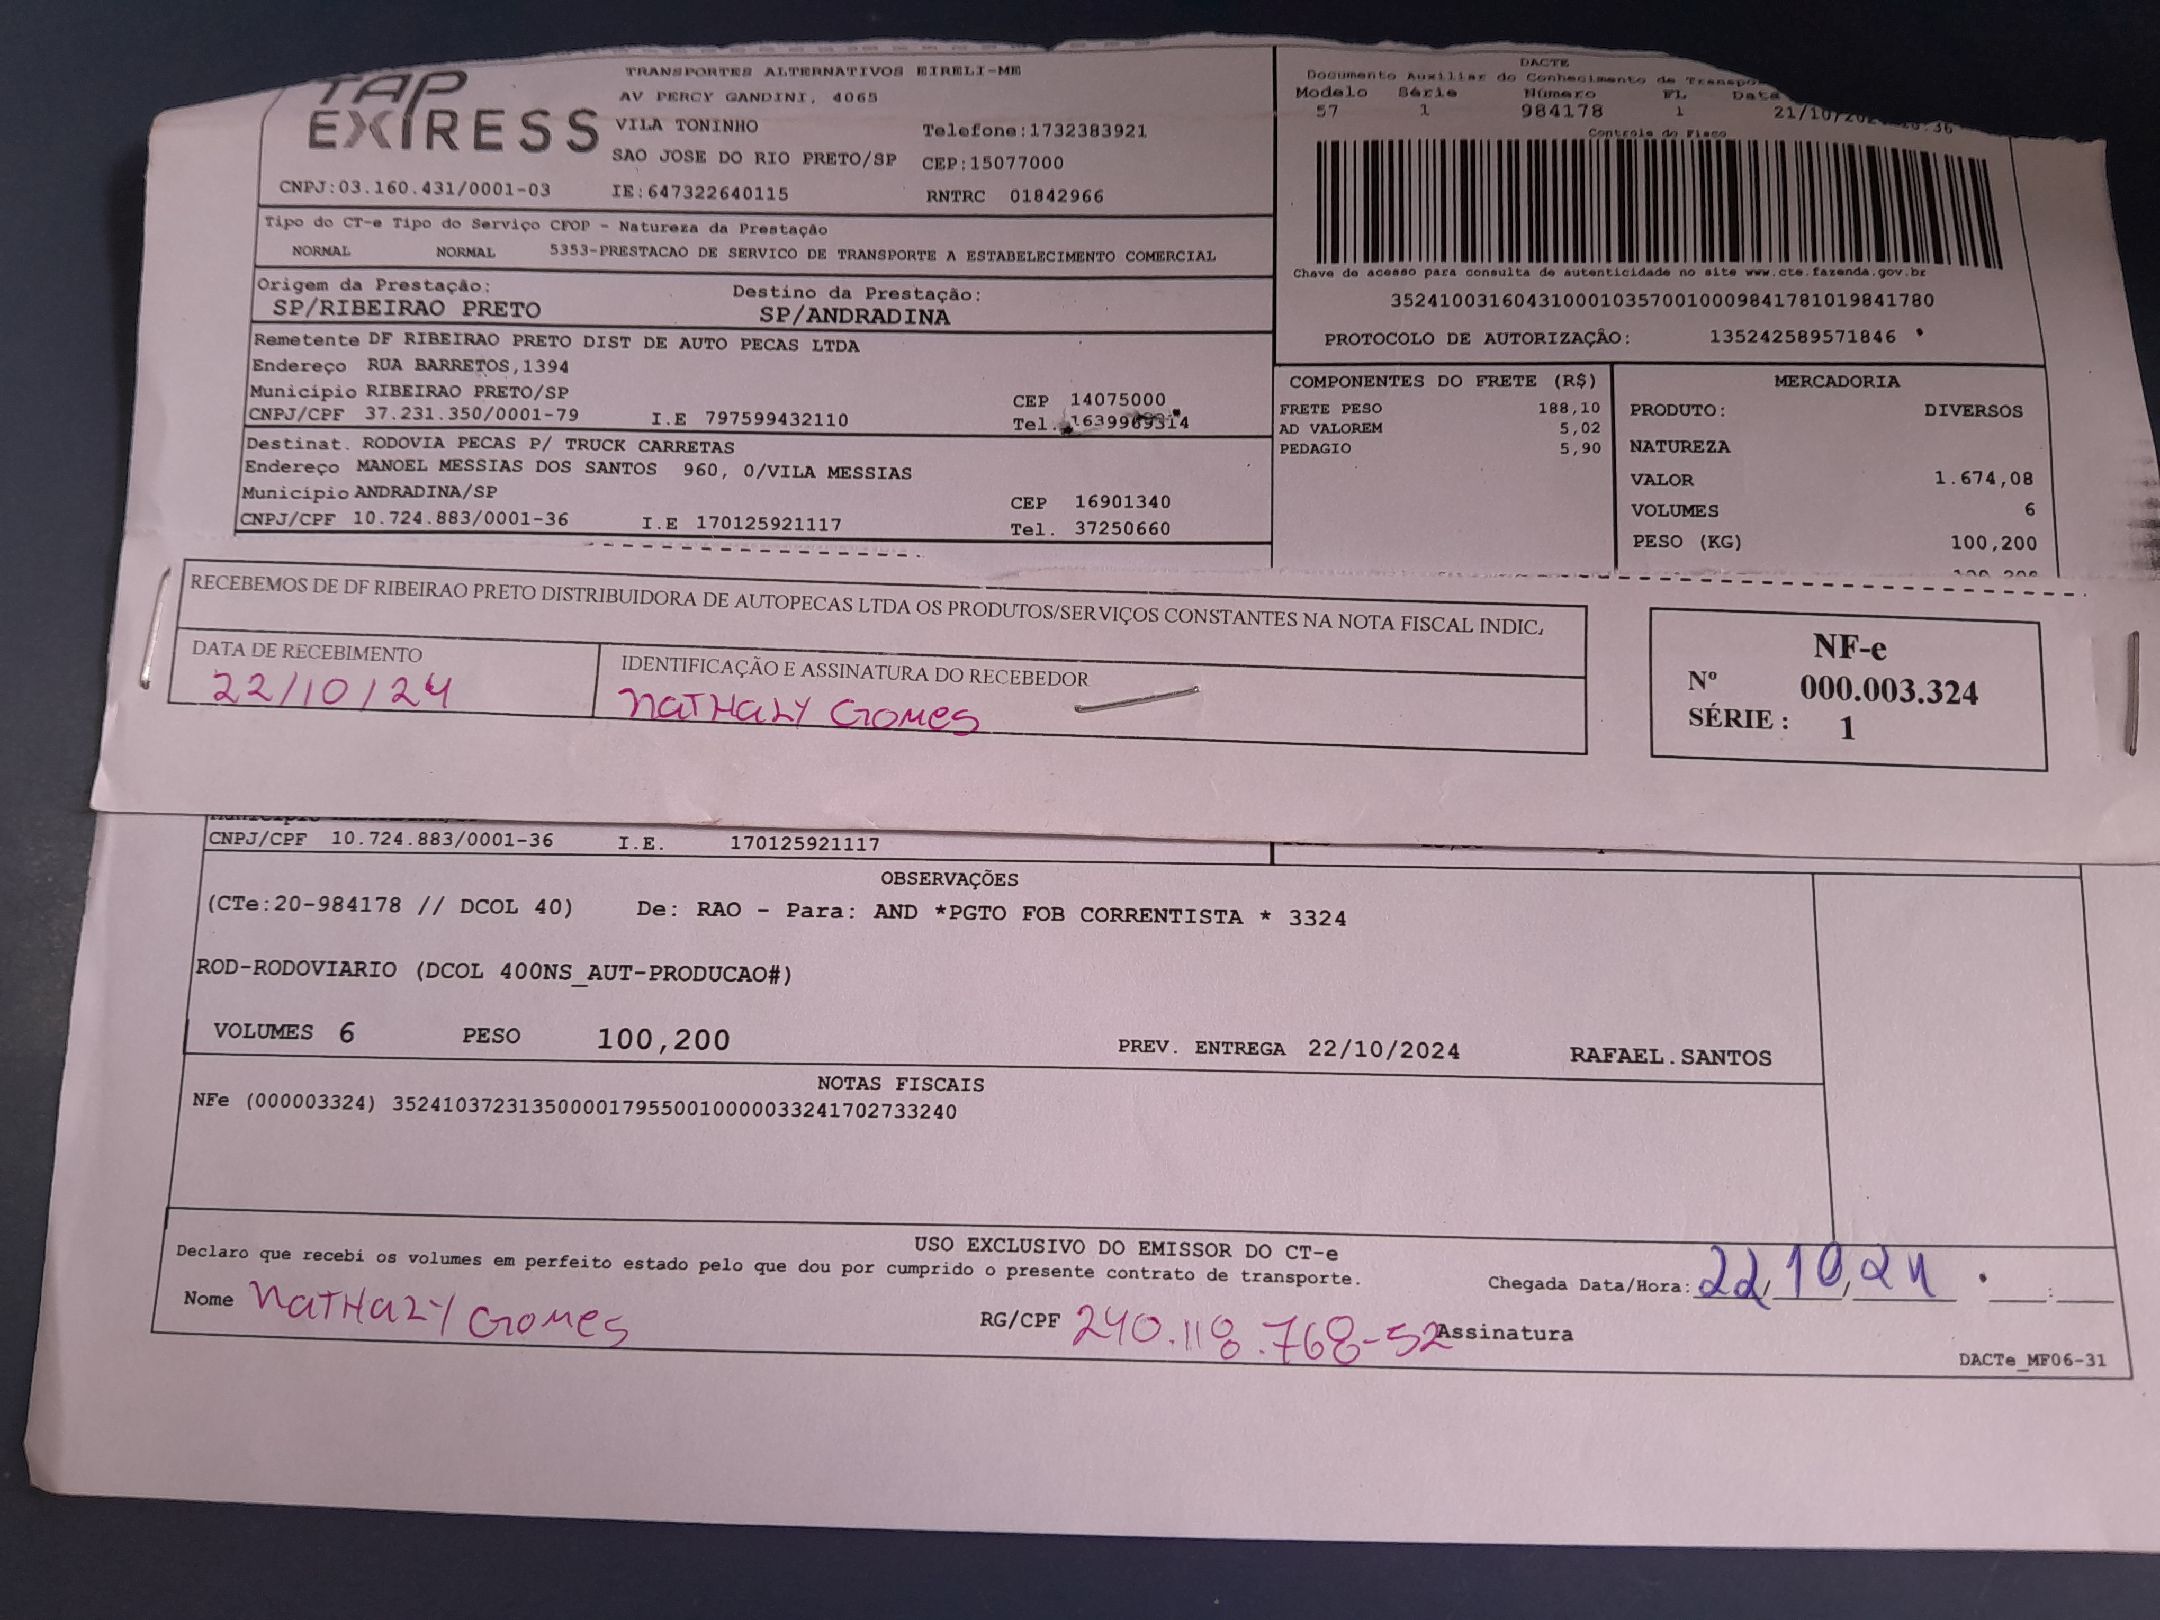 TAP
EXIRESS
TRANSPORTES ALTERNATIVOS EIRELI-ME
AV PERCY GANDINI, 4065
VILA TONINHO
Telefone:1732383921
SAO JOSE DO RIO PRETO/SP CEP:15077000
CNPJ:03.160.431/0001-03 IE:647322640115 RNTRC 01842966
DACTE
Documento Auxiliar do Conhecimento de
Modelo Série Número FL Data
57 1 984178 1 21/10/
Controle do Fisco
Chave de acesso para consulta de autenticidade no site www.cte.fazenda.gov.br
35241003160431000103570010009841781019841780
PROTOCOLO DE AUTORIZAÇÃO: 135242589571846
Tipo do CT-e Tipo do Serviço CFOP - Natureza da Prestação
NORMAL NORMAL 5353-PRESTACAO DE SERVICO DE TRANSPORTE A ESTABELECIMENTO COMERCIAL
Origem da Prestação: Destino da Prestação:
SP/RIBEIRAO PRETO SP/ANDRADINA
Remetente DF RIBEIRAO PRETO DIST DE AUTO PECAS LTDA
Endereço RUA BARRETOS,1394
Município RIBEIRAO PRETO/SP CEP 14075000
CNPJ/CPF 37.231.350/0001-79 I.E 797599432110 Tel. 1639969314
Destinat. RODOVIA PECAS P/ TRUCK CARRETAS
Endereço MANOEL MESSIAS DOS SANTOS 960, 0/VILA MESSIAS
Município ANDRADINA/SP CEP 16901340
CNPJ/CPF 10.724.883/0001-36 I.E 170125921117 Tel. 37250660
COMPONENTES DO FRETE (R$)
FRETE PESO 188,10
AD VALOREM 5,02
PEDAGIO 5,90
MERCADORIA
PRODUTO: DIVERSOS
NATUREZA
VALOR 1.674,08
VOLUMES 6
PESO (KG) 100,200
RECEBEMOS DE DF RIBEIRAO PRETO DISTRIBUIDORA DE AUTOPECAS LTDA OS PRODUTOS/SERVIÇOS CONSTANTES NA NOTA FISCAL INDIC.
DATA DE RECEBIMENTO IDENTIFICAÇÃO E ASSINATURA DO RECEBEDOR
22/10/24 NATHALY GOMES
NF-e
Nº 000.003.324
SÉRIE : 1
CNPJ/CPF 10.724.883/0001-36 I.E. 170125921117
OBSERVAÇÕES
(CTe:20-984178 // DCOL 40) De: RAO - Para: AND *PGTO FOB CORRENTISTA * 3324
ROD-RODOVIARIO (DCOL 400NS_AUT-PRODUCAO#)
VOLUMES 6 PESO 100,200 PREV. ENTREGA 22/10/2024 RAFAEL.SANTOS
NOTAS FISCAIS
NFe (000003324) 35241037231350000179550010000033241702733240
USO EXCLUSIVO DO EMISSOR DO CT-e
Declaro que recebi os volumes em perfeito estado pelo que dou por cumprido o presente contrato de transporte.
Chegada Data/Hora: 22/10/24
Nome NATHALY GOMES RG/CPF 240.118.768-52 Assinatura
DACTe_MF06-31